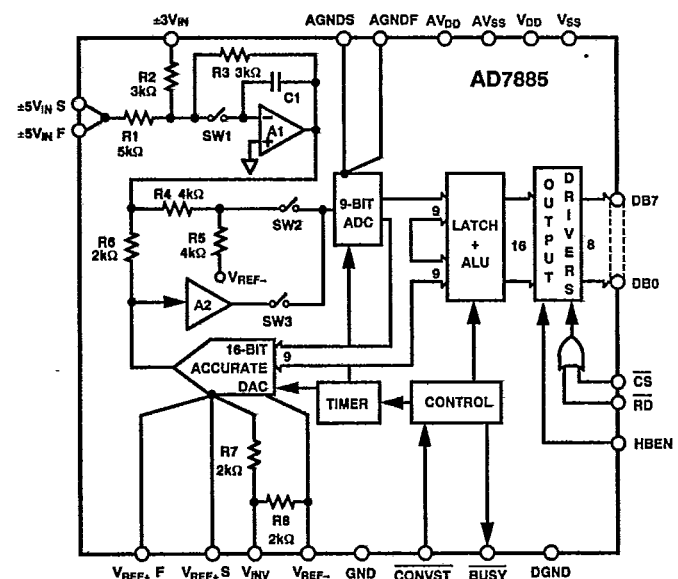 ±3VIN
AGNDS
AGNDF
AVDD
AVSS
VDD
VSS
AD7885
R3 3kΩ
R2
3kΩ
C1
±5VIN S
±5VIN F
R1
5kΩ
SW1
A1
R4 4kΩ
SW2
9-BIT
ADC
R6
2kΩ
R5
4kΩ
VREF–
A2
SW3
9
9
LATCH
+
ALU
16
OUTPUT
DRIVERS
8
DB7
DB0
16-BIT
ACCURATE
DAC
9
TIMER
CONTROL
CS
RD
HBEN
R7
2kΩ
R8
2kΩ
VREF+ F
VREF+ S
VINV
VREF–
GND
CONVST
BUSY
DGND